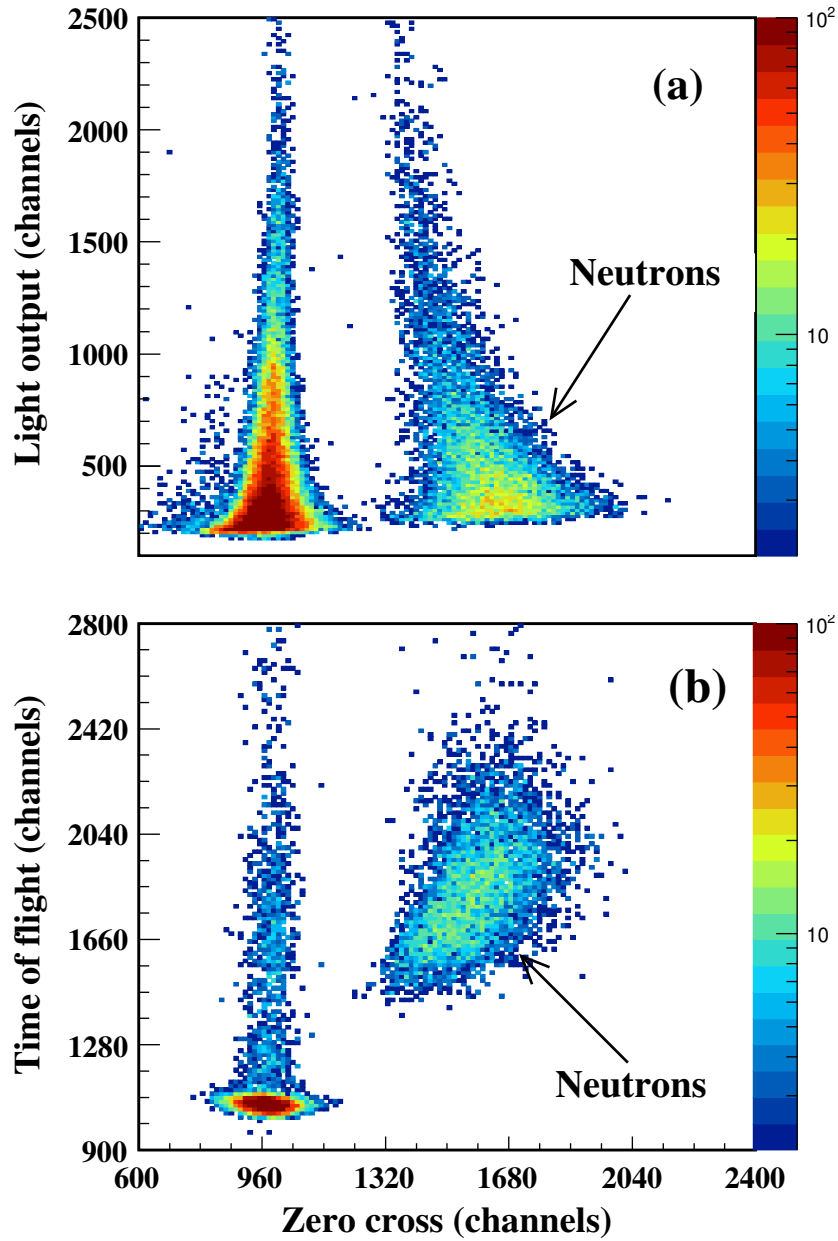 2500
2000
1500
1000
500
Light output (channels)
(a)
Neutrons
10²
10
2800
2420
2040
1660
1280
900
Time of flight (channels)
(b)
Neutrons
10²
10
600 960 1320 1680 2040 2400
Zero cross (channels)